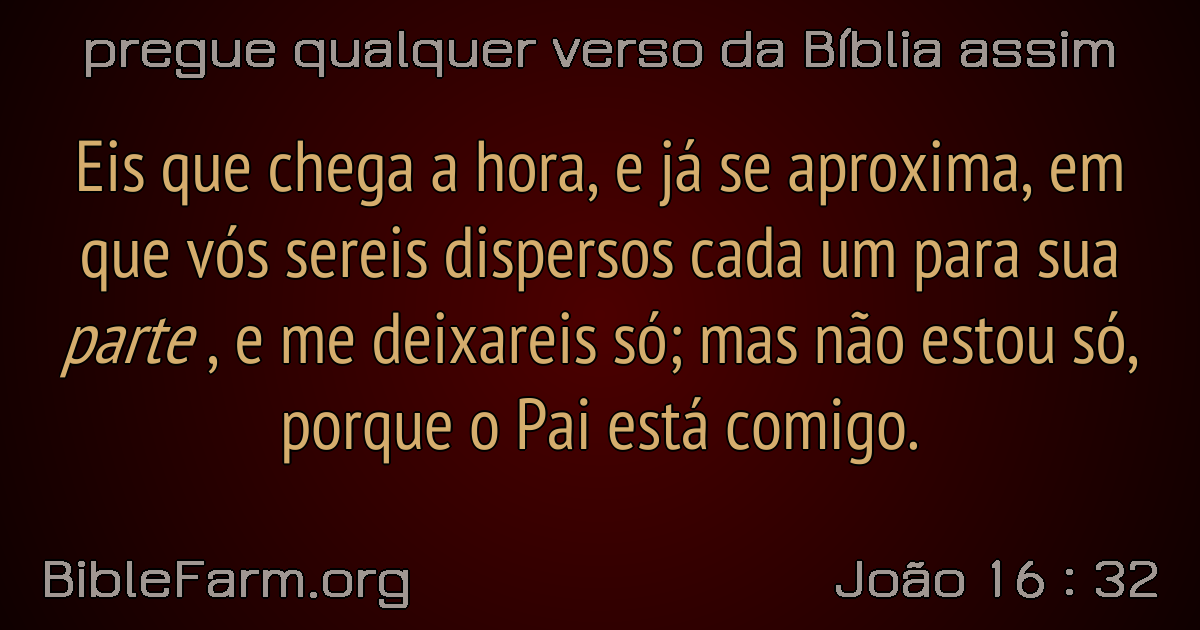 pregue qualquer verso da Bíblia assim
Eis que chega a hora, e já se aproxima, em
que vós sereis dispersos cada um para sua
parte , e me deixareis só; mas não estou só,
porque o Pai está comigo.
BibleFarm.org
João 16 : 32